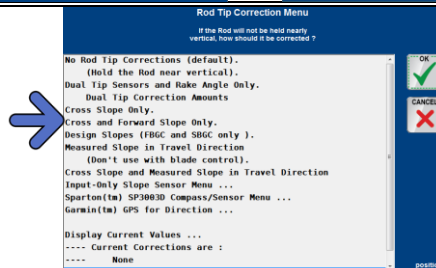 Rod Tip Correction Menu
If the Rod will not be held nearly
vertical, how should it be corrected ?
No Rod Tip Corrections (default).
(Hold the Rod near vertical).
Dual Tip Sensors and Rake Angle Only.
Dual Tip Correction Amounts
Cross Slope Only.
Cross and Forward Slope Only.
Design Slopes (FBGC and SBGC only ).
Measured Slope in Travel Direction
(Don't use with blade control).
Cross Slope and Measured Slope in Travel Direction
Input-Only Slope Sensor Menu ...
Sparton(tm) SP3003D Compass/Sensor Menu ...
Garmin(tm) GPS for Direction ...
Display Current Values ...
---- Current Corrections are :
---- None
OK
CANCEL
positio